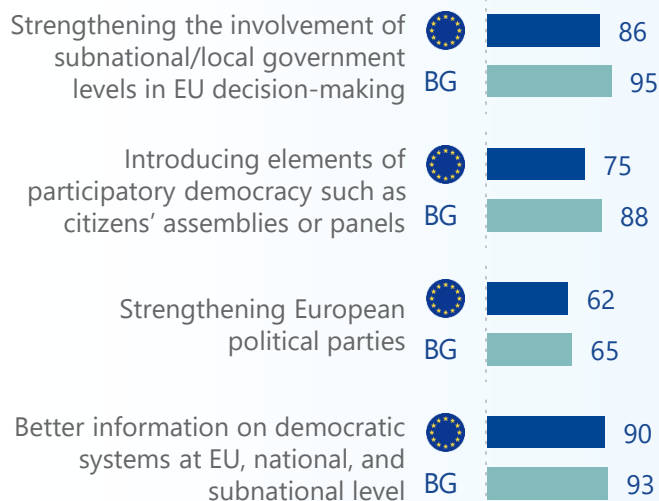 Strengthening the involvement of
subnational/local government
levels in EU decision-making
86
BG
95
Introducing elements of
participatory democracy such as
citizens’ assemblies or panels
75
BG
88
Strengthening European
political parties
62
BG
65
Better information on democratic
systems at EU, national, and
subnational level
90
BG
93